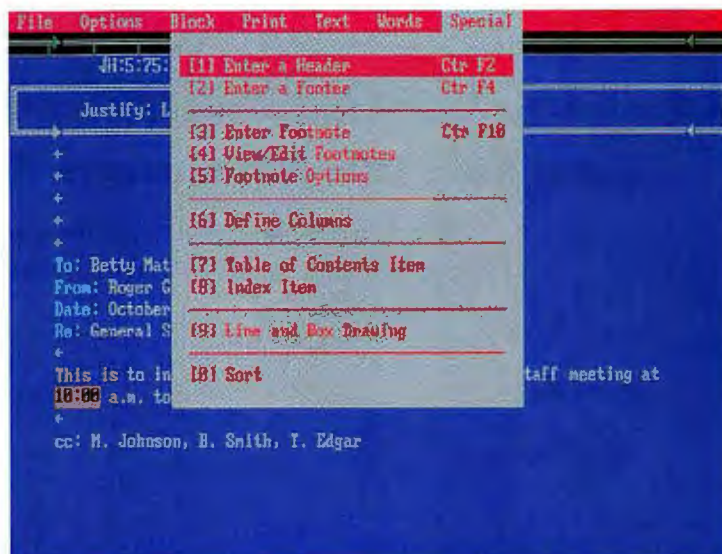 File Options Block Print Text Words Special
Justify: L
[1] Enter a Header Ctr F2
[2] Enter a Footer Ctr F4
[3] Enter Footnote Ctr F10
[4] View/Edit Footnotes
[5] Footnote Options
[6] Define Columns
[7] Table of Contents Item
[8] Index Item
[9] Line and Box Drawing
[0] Sort
To: Betty Mat
From: Roger G
Date: October
Re: General S
This is to in taff meeting at
10:00 a.m. to
cc: M. Johnson, B. Smith, T. Edgar